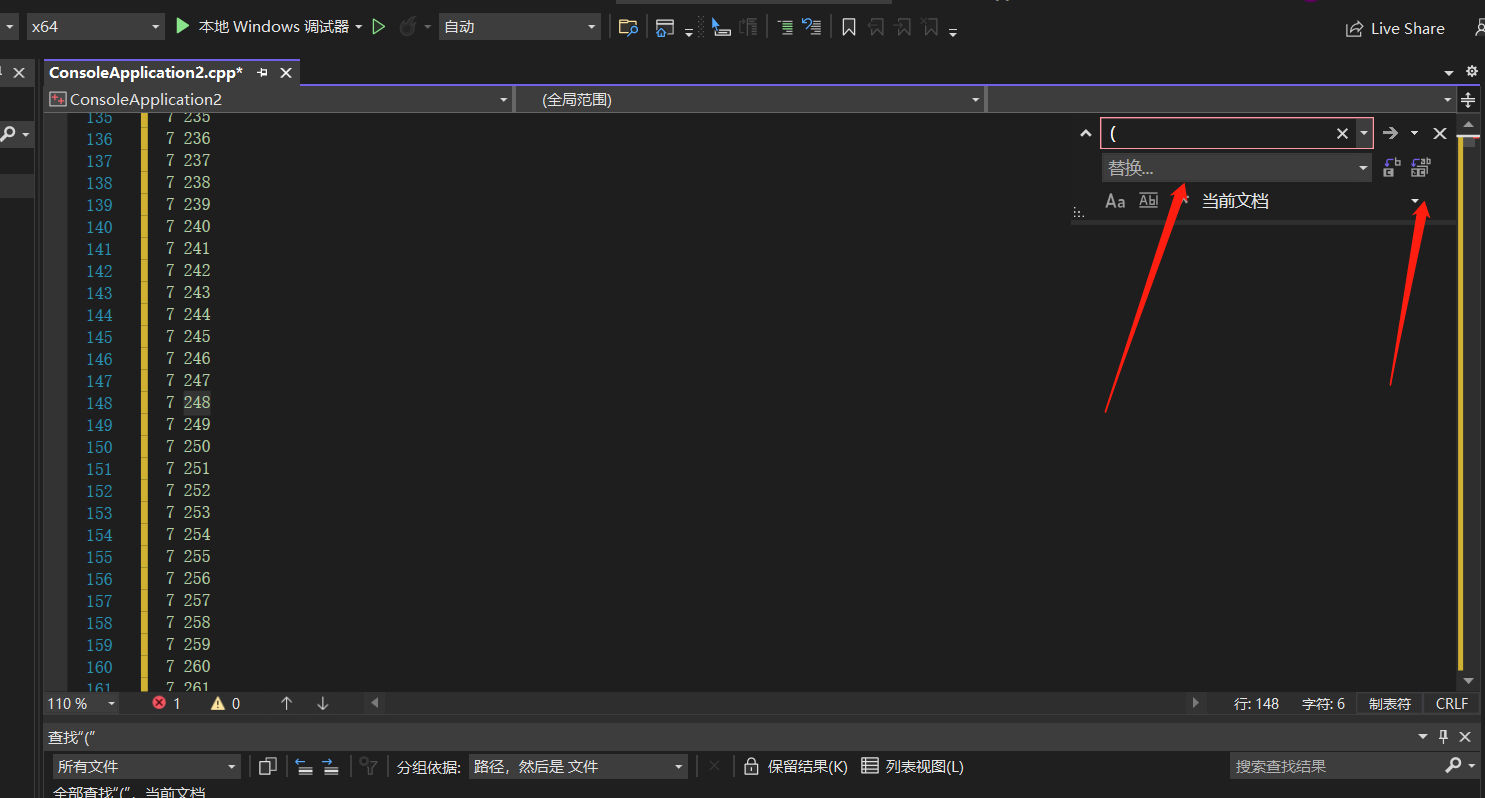 x64 本地 Windows 调试器 自动 Live Share
ConsoleApplication2.cpp*
ConsoleApplication2 (全局范围)
(
替换...
Aa Abl 当前文档
135 7 235
136 7 236
137 7 237
138 7 238
139 7 239
140 7 240
141 7 241
142 7 242
143 7 243
144 7 244
145 7 245
146 7 246
147 7 247
148 7 248
149 7 249
150 7 250
151 7 251
152 7 252
153 7 253
154 7 254
155 7 255
156 7 256
157 7 257
158 7 258
159 7 259
160 7 260
161 7 261
110 % 1 0 行: 148 字符: 6 制表符 CRLF
查找"("
所有文件 分组依据: 路径，然后是 文件 保留结果(K) 列表视图(L) 搜索查找结果
全部查找"(", 当前文档